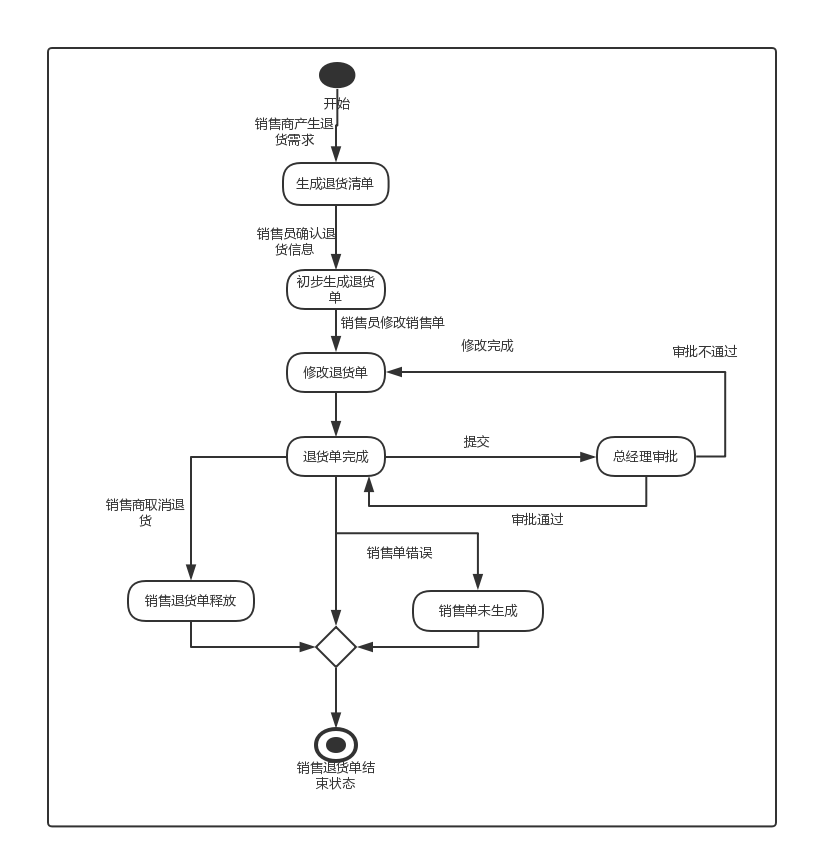 开始
销售商产生退
货需求
生成退货清单
销售员确认退
货信息
初步生成退货
单
销售员修改销售单
修改完成
审批不通过
修改退货单
提交
退货单完成
总经理审批
销售商取消退
货
审批通过
销售单错误
销售退货单释放
销售单未生成
销售退货单结
束状态